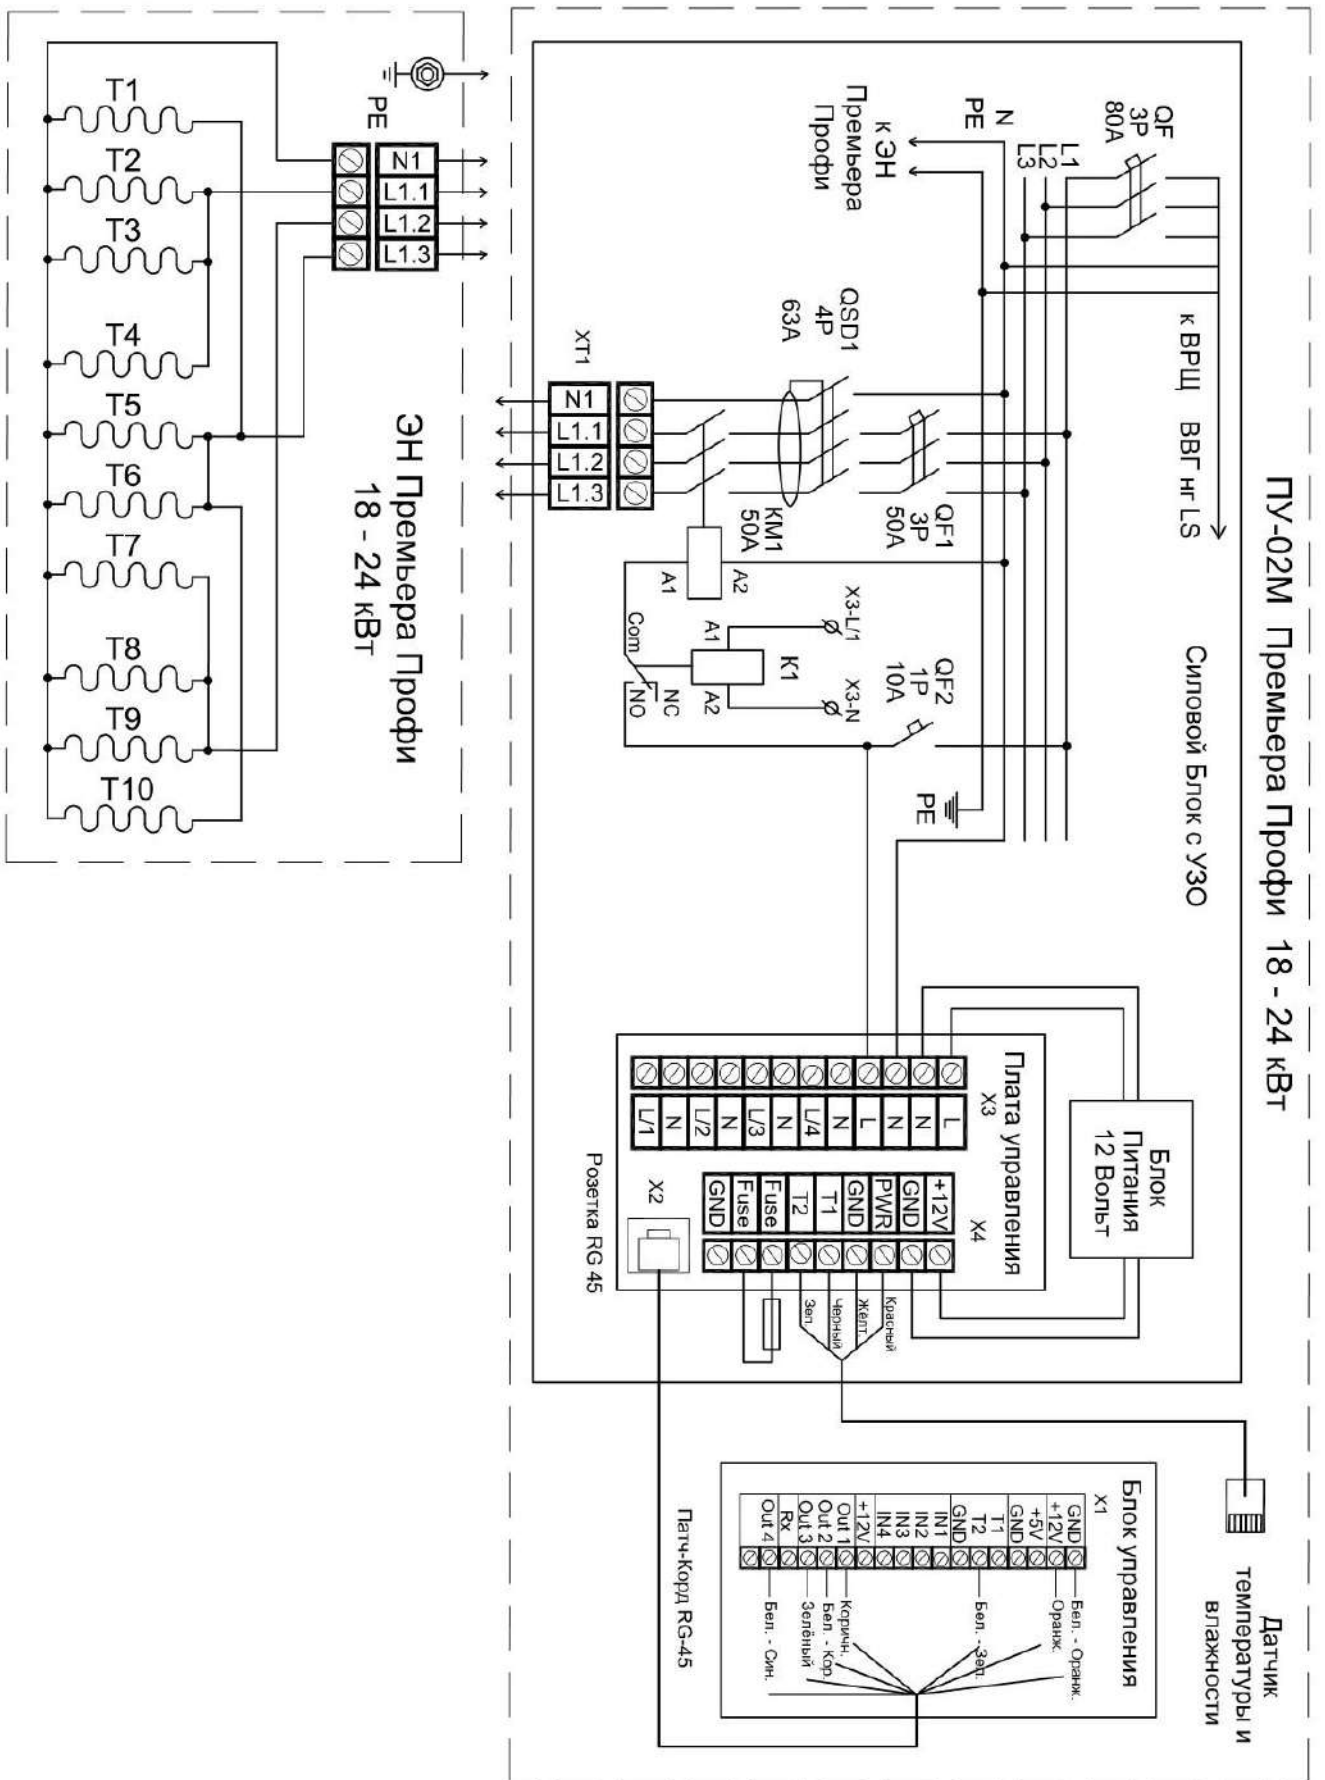 ПУ-02М Премьера Профи 18 - 24 кВт
Силовой Блок с УЗО
к ВРЩ ВВГ нг LS
QF
3P
80A
L1
L2
L3
N
PE
к ЭН
Премьера
Профи
QSD1
4P
63A
QF1
3P
50A
KM1
50A
XT1
N1
L1.1
L1.2
L1.3
A1
A2
X3-L/1
X3-N
A1
A2
K1
Com
NC
NO
QF2
1P
10A
PE
Блок
Питания
12 Вольт
Плата управления
X3
L
N
N
L
N
L/4
N
L/3
N
L/2
N
L/1
X4
+12V
GND
PWR
GND
T1
T2
Fuse
Fuse
GND
Красный
Жёлт.
Черный
Зел.
X2
Розетка RG 45
Датчик
температуры и
влажности
Блок управления
X1
GND
+12V
+5V
GND
T1
T2
GND
IN1
IN2
IN3
IN4
+12V
Out 1
Out 2
Out 3
Rx
Out 4
Бел. - Оранж.
Оранж.
Бел. - Зел.
Коричн.
Бел. - Кор.
Зелёный
Бел. - Син.
Патч-Корд RG-45
ЭН Премьера Профи
18 - 24 кВт
PE
N1
L1.1
L1.2
L1.3
T1
T2
T3
T4
T5
T6
T7
T8
T9
T10